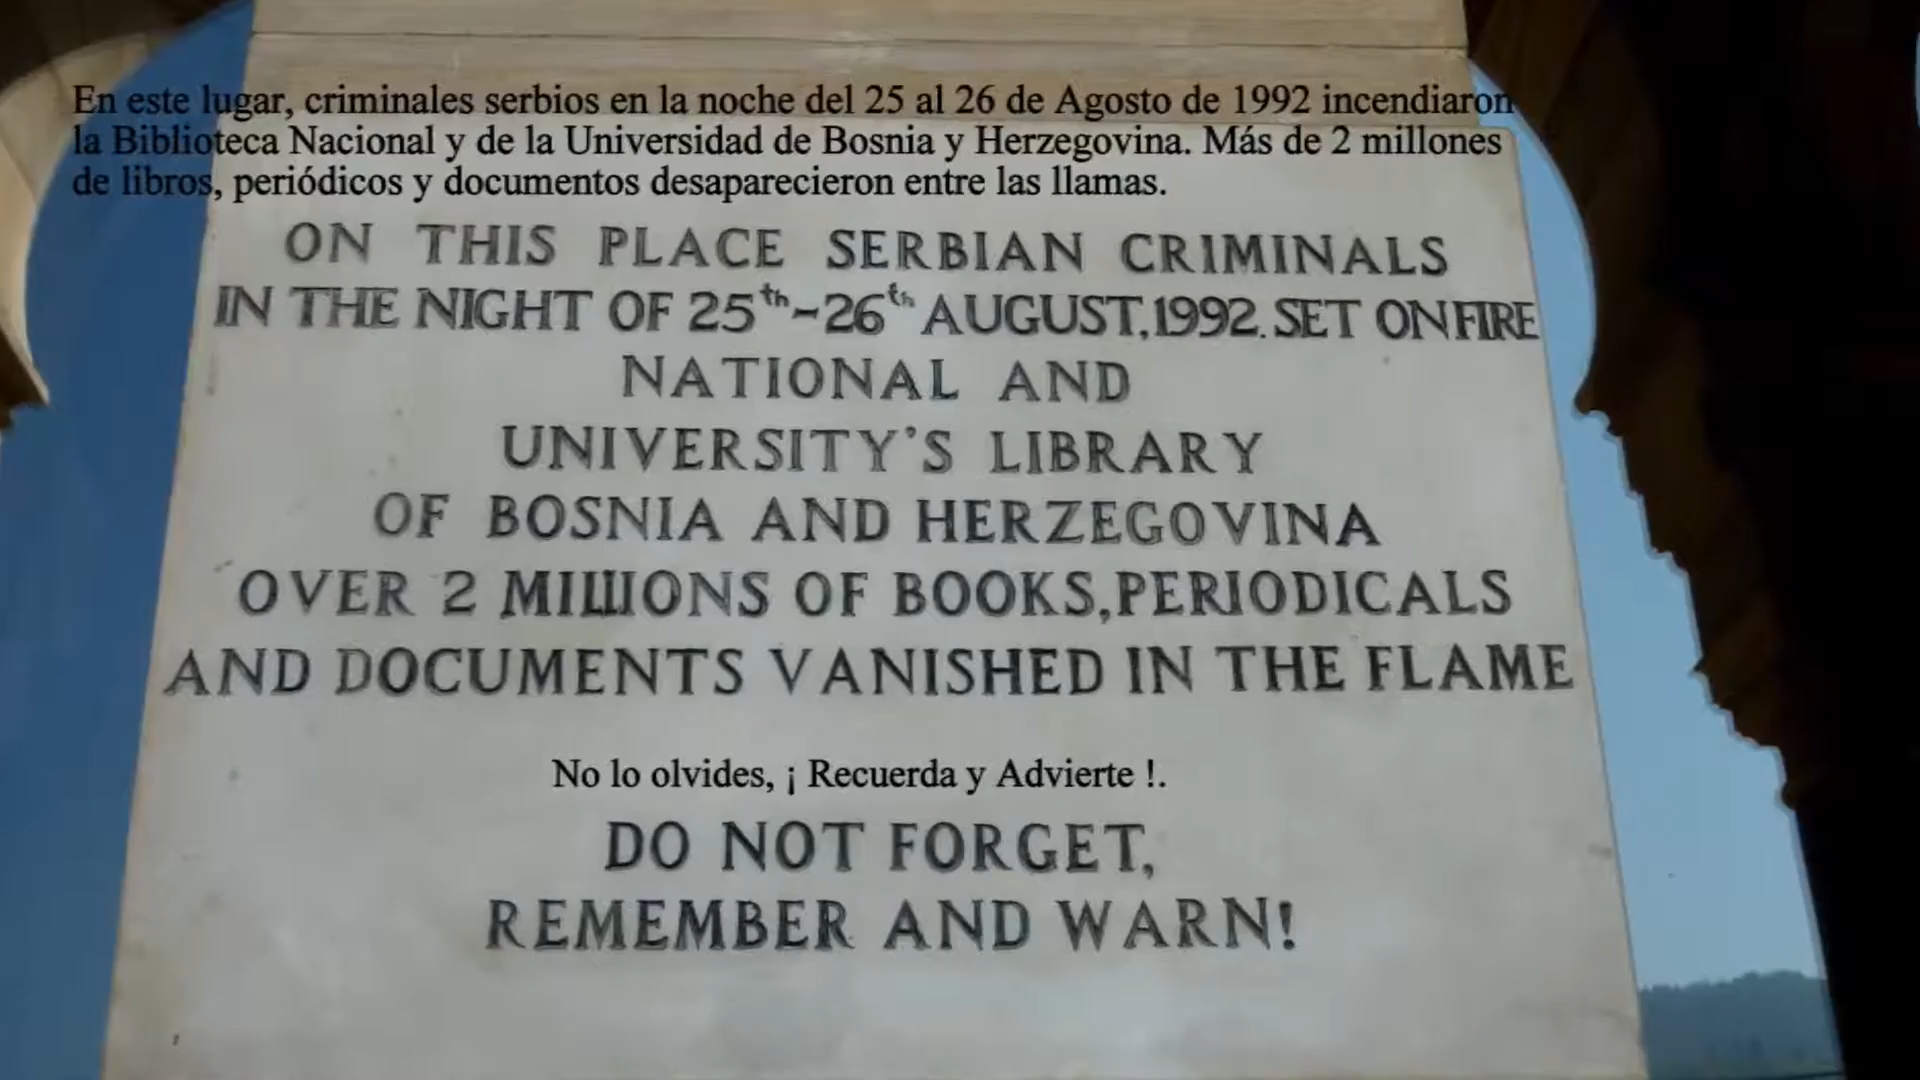 En este lugar, criminales serbios en la noche del 25 al 26 de Agosto de 1992 incendiaron
la Biblioteca Nacional y de la Universidad de Bosnia y Herzegovina. Más de 2 millones
de libros, periódicos y documentos desaparecieron entre las llamas.
ON THIS PLACE SERBIAN CRIMINALS
IN THE NIGHT OF 25th-26th AUGUST,1992. SET ON FIRE
NATIONAL AND
UNIVERSITY'S LIBRARY
OF BOSNIA AND HERZEGOVINA
OVER 2 MILLIONS OF BOOKS,PERIODICALS
AND DOCUMENTS VANISHED IN THE FLAME
No lo olvides, ¡ Recuerda y Advierte !.
DO NOT FORGET,
REMEMBER AND WARN!